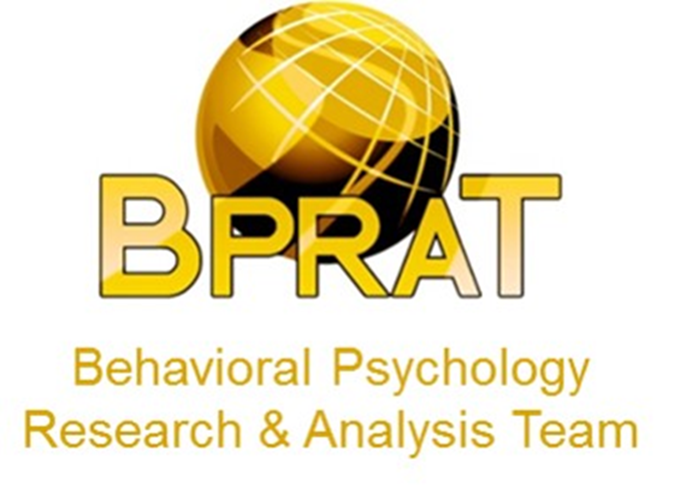 BPRAT
Behavioral Psychology
Research & Analysis Team